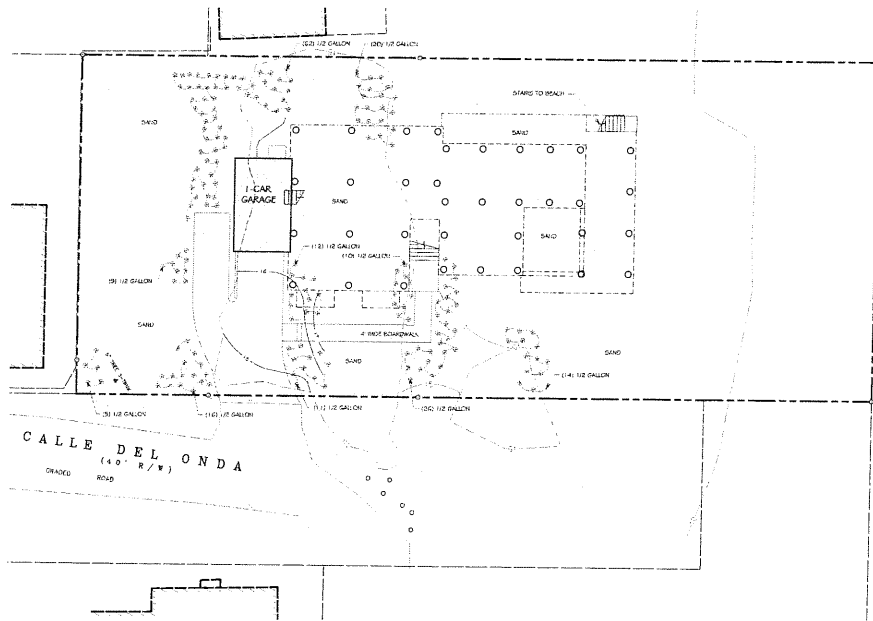 (62) 1/2 GALLON
(30) 1/2 GALLON
STAIRS TO BEACH
SAND
SAND
1-CAR
GARAGE
SAND
SAND
(12) 1/2 GALLON
(10) 1/2 GALLON
(9) 1/2 GALLON
SAND
4' WIDE BOARDWALK
SAND
SAND
(14) 1/2 GALLON
(5) 1/2 GALLON
(16) 1/2 GALLON
(11) 1/2 GALLON
(26) 1/2 GALLON
CALLE DEL ONDA
(40' R/W)
GRADED ROAD